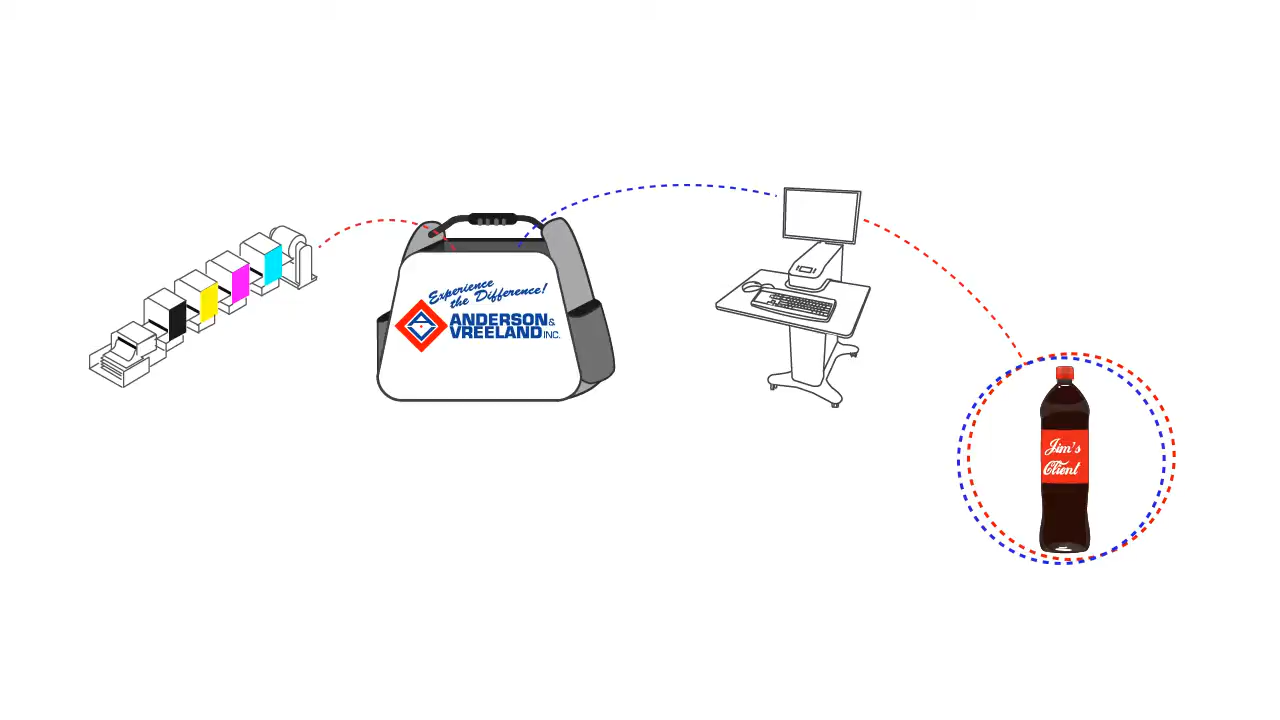 Experience
the Difference!
ANDERSON &
VREELAND INC.
Jim's
Client